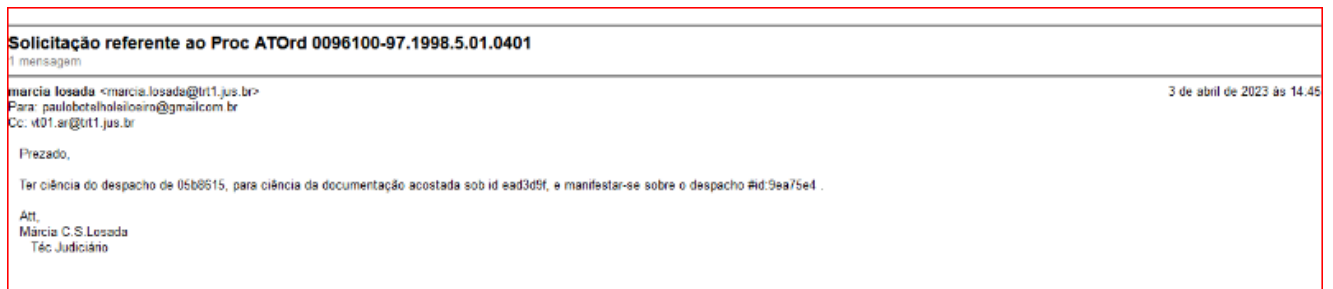 Solicitação referente ao Proc ATOrd 0096100-97.1998.5.01.0401
1 mensagem
marcia losada <marcia.losada@trt1.jus.br> 3 de abril de 2023 às 14:45
Para: paulobotelholeiloeiro@gmailcom.br
Cc: vt01.ar@trt1.jus.br
Prezado,
Ter ciência do despacho de 05b8615, para ciência da documentação acostada sob id ead3d9f, e manifestar-se sobre o despacho #id:9ea75e4 .
Att,
Márcia C.S.Losada
Téc Judiciário